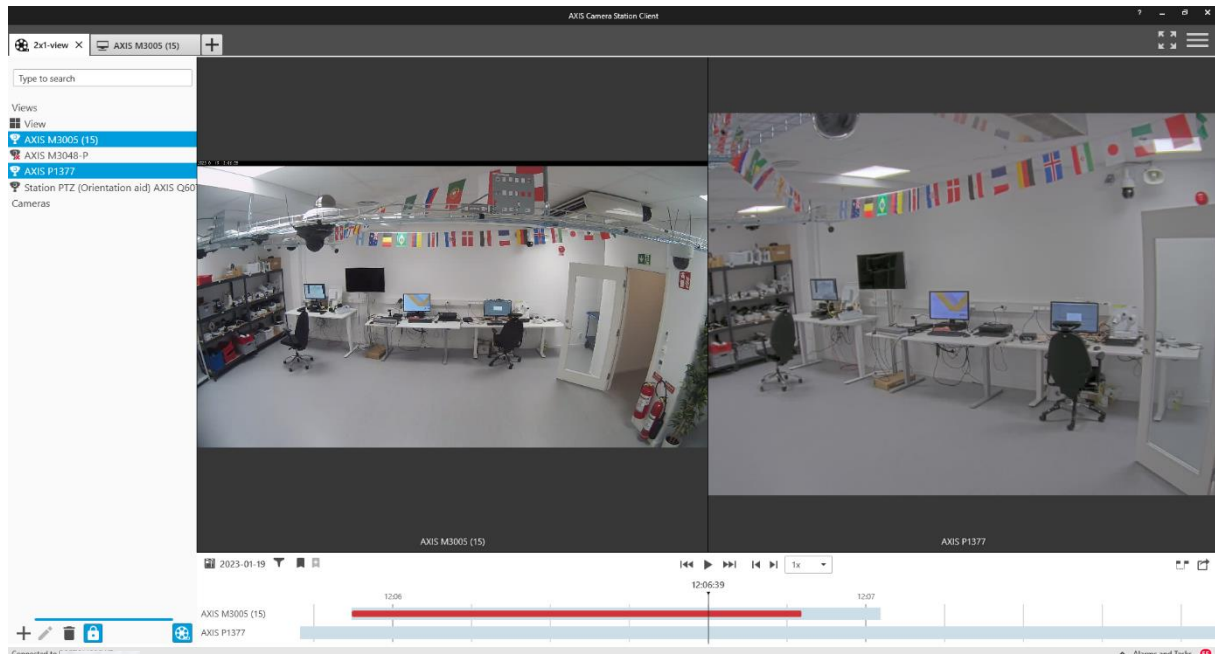 AXIS Camera Station Client
2x1-view
AXIS M3005 (15)
Type to search
Views
View
AXIS M3005 (15)
AXIS M3048-P
AXIS P1377
Station PTZ (Orientation aid) AXIS Q60
Cameras
AXIS M3005 (15)
AXIS P1377
2023-01-19
1x
12:06:39
12:06
12:07
AXIS M3005 (15)
AXIS P1377
Connected to
Alarms and Tasks